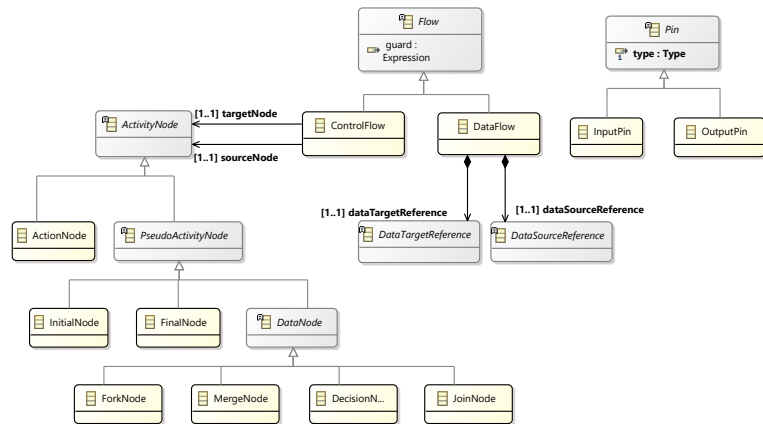 Flow
guard :
Expression
Pin
1 type : Type
ActivityNode
[1..1] targetNode
[1..1] sourceNode
ControlFlow
DataFlow
InputPin
OutputPin
[1..1] dataTargetReference
[1..1] dataSourceReference
ActionNode
PseudoActivityNode
DataTargetReference
DataSourceReference
InitialNode
FinalNode
DataNode
ForkNode
MergeNode
DecisionN...
JoinNode